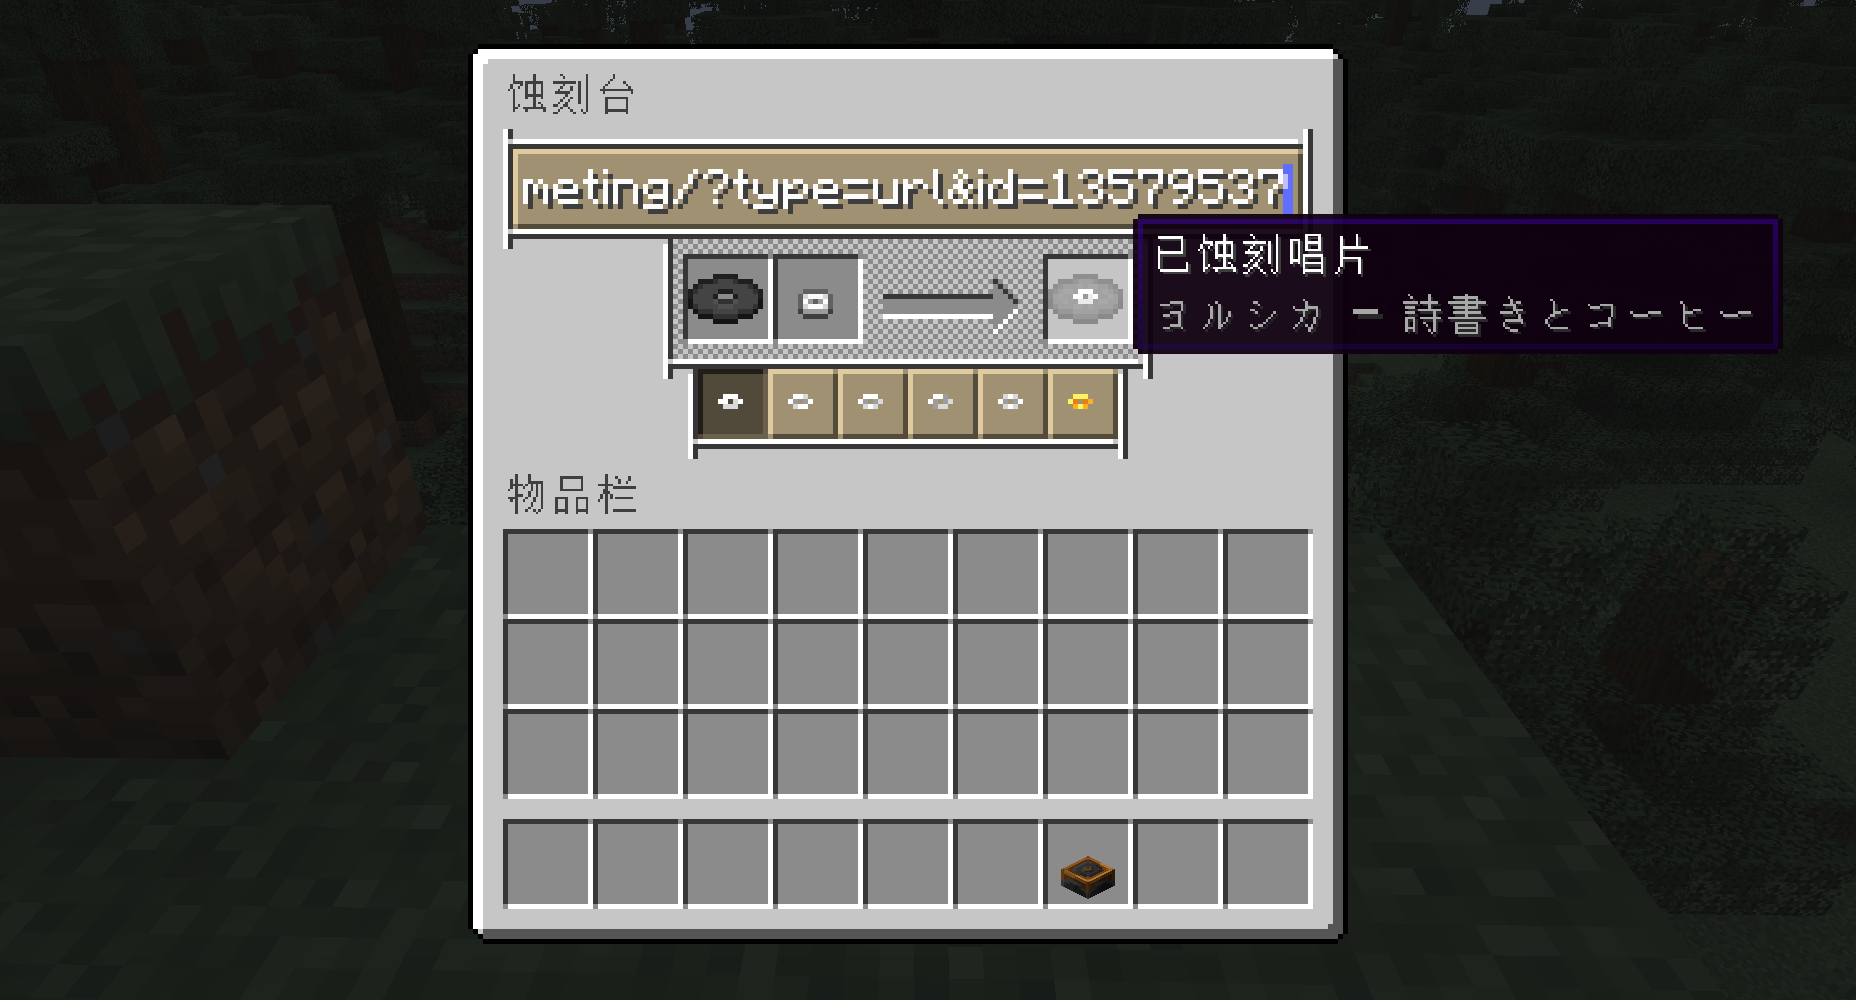 蚀刻台
meting/?type=url&id=13579537
已蚀刻唱片
ヨルシカ - 詩書きとコーヒー
物品栏